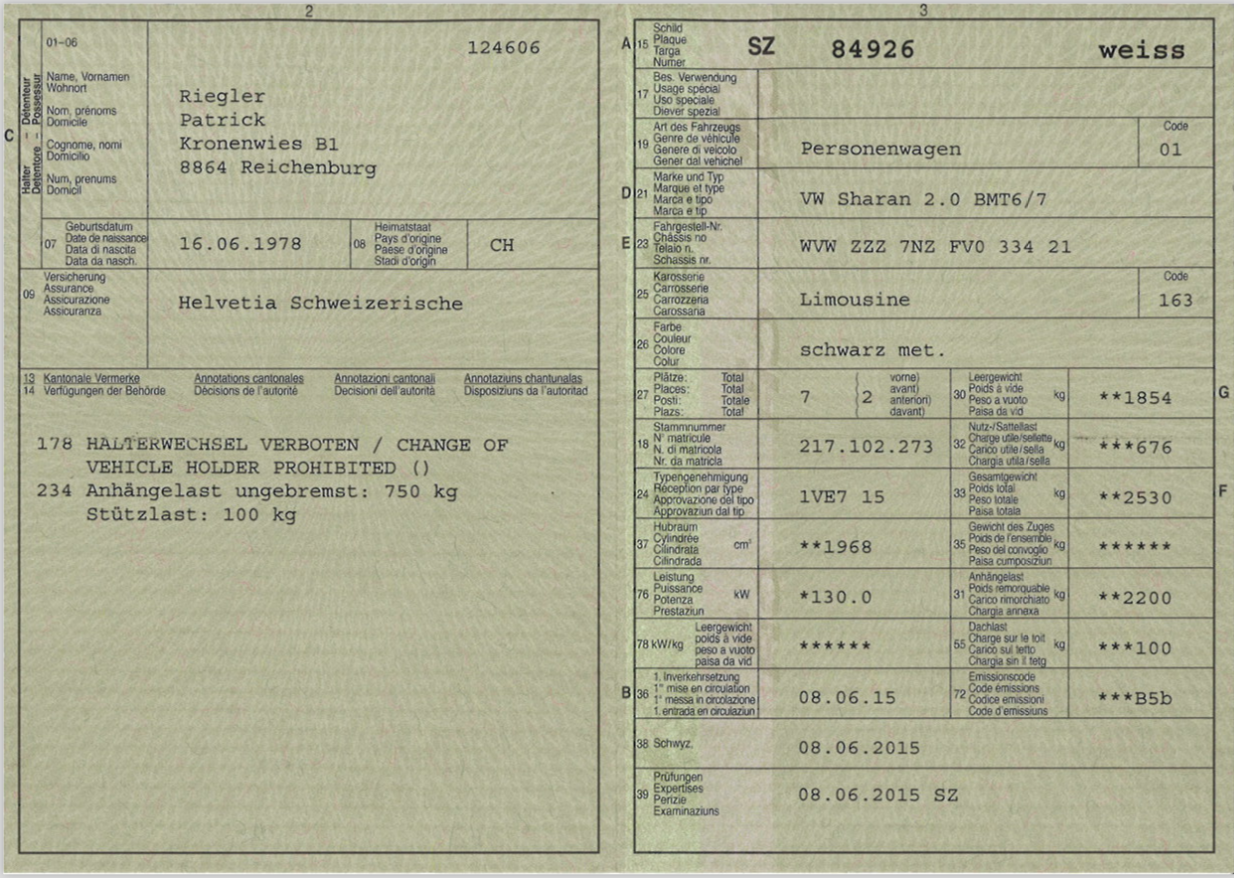 2
C
Halter – Détenteur
Detentore – Possessur
01-06
124606
Name, Vornamen
Wohnort
Nom, prénoms
Domicile
Cognome, nomi
Domicilio
Num, prenums
Domicil
Riegler
Patrick
Kronenwies B1
8864 Reichenburg
07
Geburtsdatum
Date de naissance
Data di nascita
Data da nasch.
16.06.1978
08
Heimatstaat
Pays d'origine
Paese d'origine
Stadi d'origin
CH
09
Versicherung
Assurance
Assicurazione
Assicuranza
Helvetia Schweizerische
13 Kantonale Vermerke Annotations cantonales Annotazioni cantonali Annotaziuns chantunalas
14 Verfügungen der Behörde Décisions de l'autorité Decisioni dell'autorità Disposiziuns da l'autoritad
178 HALTERWECHSEL VERBOTEN / CHANGE OF
VEHICLE HOLDER PROHIBITED ()
234 Anhängelast ungebremst: 750 kg
Stützlast: 100 kg
3
A 15
Schild
Plaque
Targa
Numer
SZ 84926 weiss
17
Bes. Verwendung
Usage spécial
Uso speciale
Diever spezial
19
Art des Fahrzeugs
Genre de véhicule
Genere di veicolo
Gener dal vehichel
Personenwagen
Code
01
D 21
Marke und Typ
Marque et type
Marca e tipo
Marca e tip
VW Sharan 2.0 BMT6/7
E 23
Fahrgestell-Nr.
Châssis no
Telaio n.
Schassis nr.
WVW ZZZ 7NZ FV0 334 21
25
Karosserie
Carrosserie
Carrozzeria
Carossaria
Limousine
Code
163
26
Farbe
Couleur
Colore
Colur
schwarz met.
27
Plätze: Total
Places: Total
Posti: Totale
Plazs: Total
7
2
vorne)
avant)
anteriori)
davant)
30
Leergewicht
Poids à vide
Peso a vuoto
Paisa da vid
kg
**1854
G
18
Stammnummer
N° matricule
N. di matricola
Nr. da matricla
217.102.273
32
Nutz-/Sattellast
Charge utile/sellette
Carico utile/sella
Chargia utila/sella
kg
***676
24
Typengenehmigung
Réception par type
Approvazione del tipo
Approvaziun dal tip
1VE7 15
33
Gesamtgewicht
Poids total
Peso totale
Paisa totala
kg
**2530
F
37
Hubraum
Cylindrée
Cilindrata
Cilindrada
cm³
**1968
35
Gewicht des Zuges
Poids de l'ensemble
Peso del convoglio
Paisa cumposiziun
kg
******
76
Leistung
Puissance
Potenza
Prestaziun
kW
*130.0
31
Anhängelast
Poids remorquable
Carico rimorchiato
Chargia annexa
kg
**2200
78 kW/kg
Leergewicht
poids à vide
peso a vuoto
paisa da vid
******
55
Dachlast
Charge sur le toit
Carico sul tetto
Chargia sin il tetg
kg
***100
B 36
1. Inverkehrsetzung
1re mise en circulation
1a messa in circolazione
1. entrada en circulaziun
08.06.15
72
Emissionscode
Code émissions
Codice emissioni
Code d'emissiuns
***B5b
38 Schwyz.
08.06.2015
39
Prüfungen
Expertises
Perizie
Examinaziuns
08.06.2015 SZ